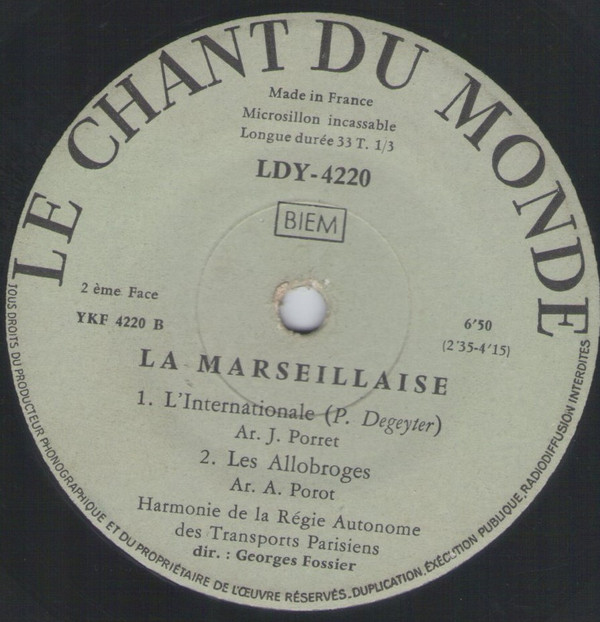 LE CHANT DU MONDE
Made in France
Microsillon incassable
Longue durée 33 T. 1/3
LDY-4220
BIEM
2 ème Face
YKF 4220 B
6'50
(2'35-4'15)
LA MARSEILLAISE
1. L'Internationale (P. Degeyter)
Ar. J. Porret
2. Les Allobroges
Ar. A. Porot
Harmonie de la Régie Autonome
des Transports Parisiens
dir. : Georges Fossier
TOUS DROITS DU PRODUCTEUR PHONOGRAPHIQUE ET DU PROPRIÉTAIRE DE L'ŒUVRE RÉSERVÉS. DUPLICATION, EXÉCUTION PUBLIQUE, RADIODIFFUSION INTERDITES